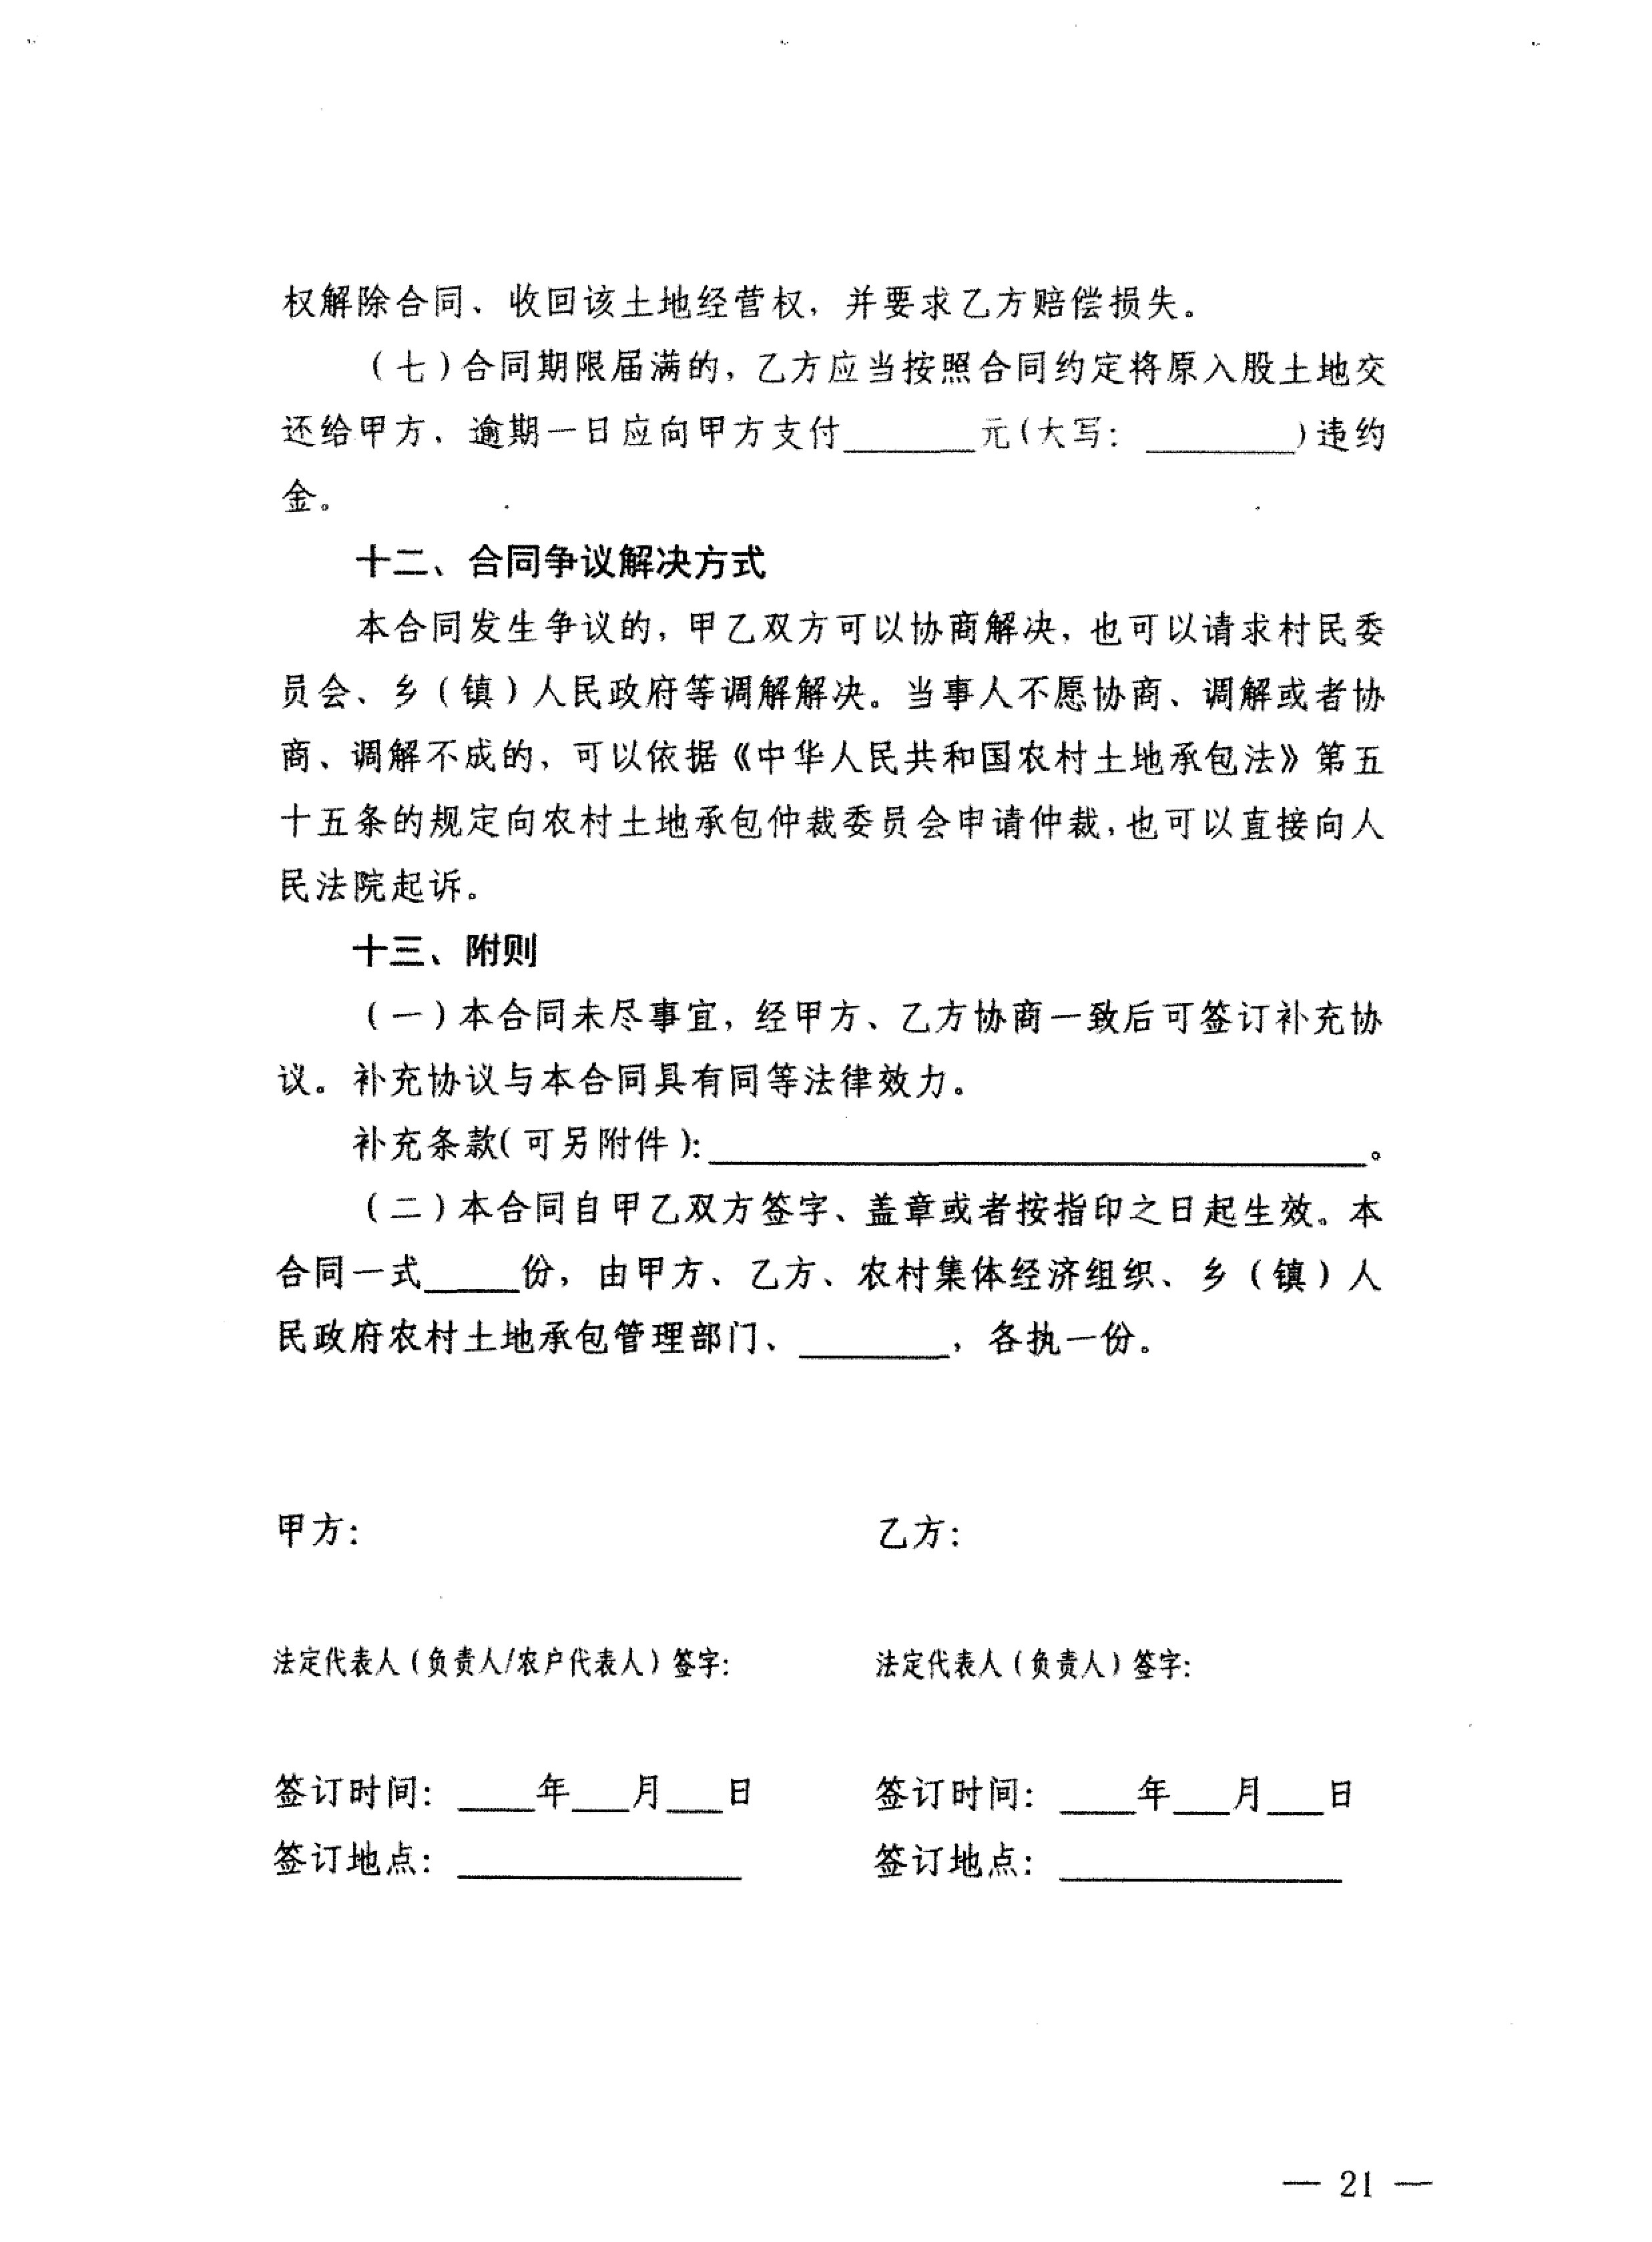 权解除合同、收回该土地经营权，并要求乙方赔偿损失。
（七）合同期限届满的，乙方应当按照合同约定将原入股土地交
还给甲方，逾期一日应向甲方支付______元（大写：______）违约
金。
十二、合同争议解决方式
本合同发生争议的，甲乙双方可以协商解决，也可以请求村民委
员会、乡（镇）人民政府等调解解决。当事人不愿协商、调解或者协
商、调解不成的，可以依据《中华人民共和国农村土地承包法》第五
十五条的规定向农村土地承包仲裁委员会申请仲裁，也可以直接向人
民法院起诉。
十三、附则
（一）本合同未尽事宜，经甲方、乙方协商一致后可签订补充协
议。补充协议与本合同具有同等法律效力。
补充条款（可另附件）：______________________________。
（二）本合同自甲乙双方签字、盖章或者按指印之日起生效。本
合同一式____份，由甲方、乙方、农村集体经济组织、乡（镇）人
民政府农村土地承包管理部门、______，各执一份。
甲方： 乙方：
法定代表人（负责人/农户代表人）签字： 法定代表人（负责人）签字：
签订时间：____年___月___日 签订时间：____年___月___日
签订地点：____________ 签订地点：____________
— 21 —